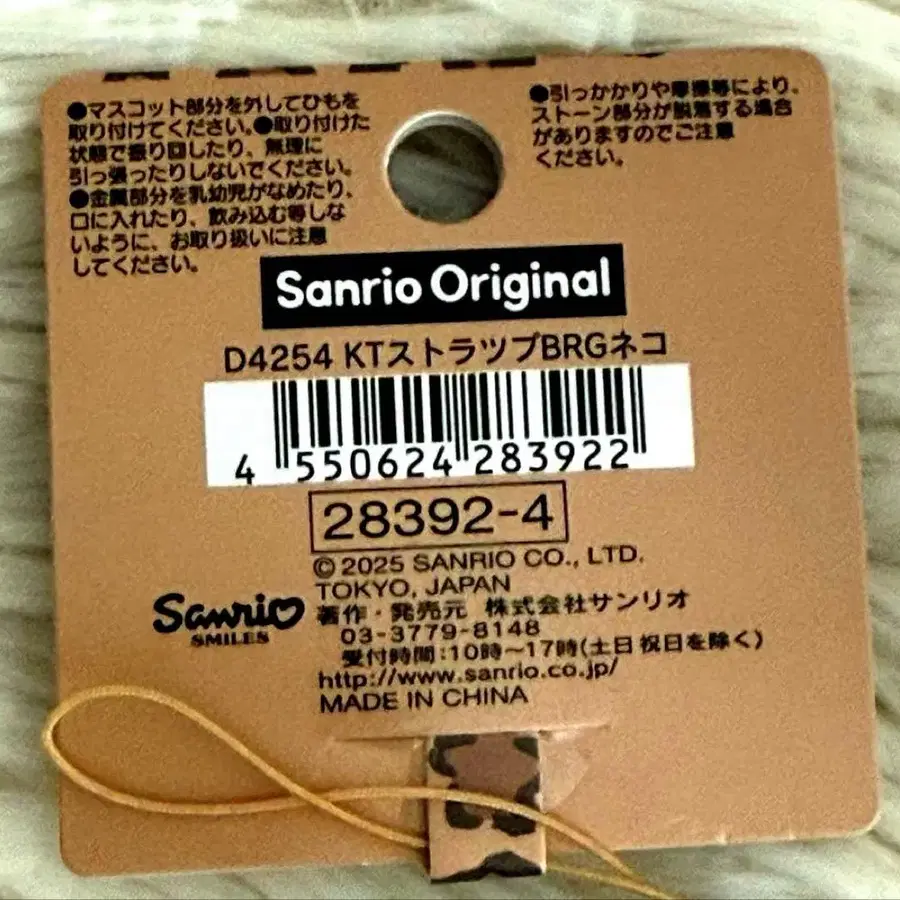 ●マスコット部分を外してひもを
取り付けてください。●取り付けた
状態で振り回したり、無理に
引っ張ったりしないでください。
●金属部分を乳幼児がなめたり、
口に入れたり、飲み込む等しな
いように、お取り扱いに注意
してください。
●引っかかりや摩擦等により、
ストーン部分が脱落する場合
がありますのでご注意
ください。
Sanrio Original
D4254 KTストラップBRGネコ
4 550624 283922
28392-4
© 2025 SANRIO CO., LTD.
TOKYO, JAPAN
Sanrio
SMILES
著作・発売元 株式会社サンリオ
03-3779-8148
受付時間:10時～17時(土日祝日を除く)
http://www.sanrio.co.jp/
MADE IN CHINA